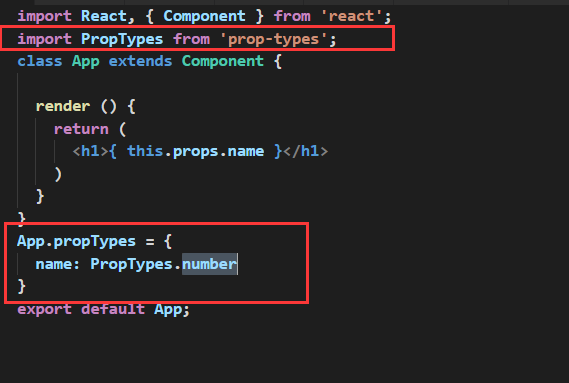 import React, { Component } from 'react';
import PropTypes from 'prop-types';
class App extends Component {
render () {
return (
<h1>{ this.props.name }</h1>
)
}
}
App.propTypes = {
name: PropTypes.number
}
export default App;